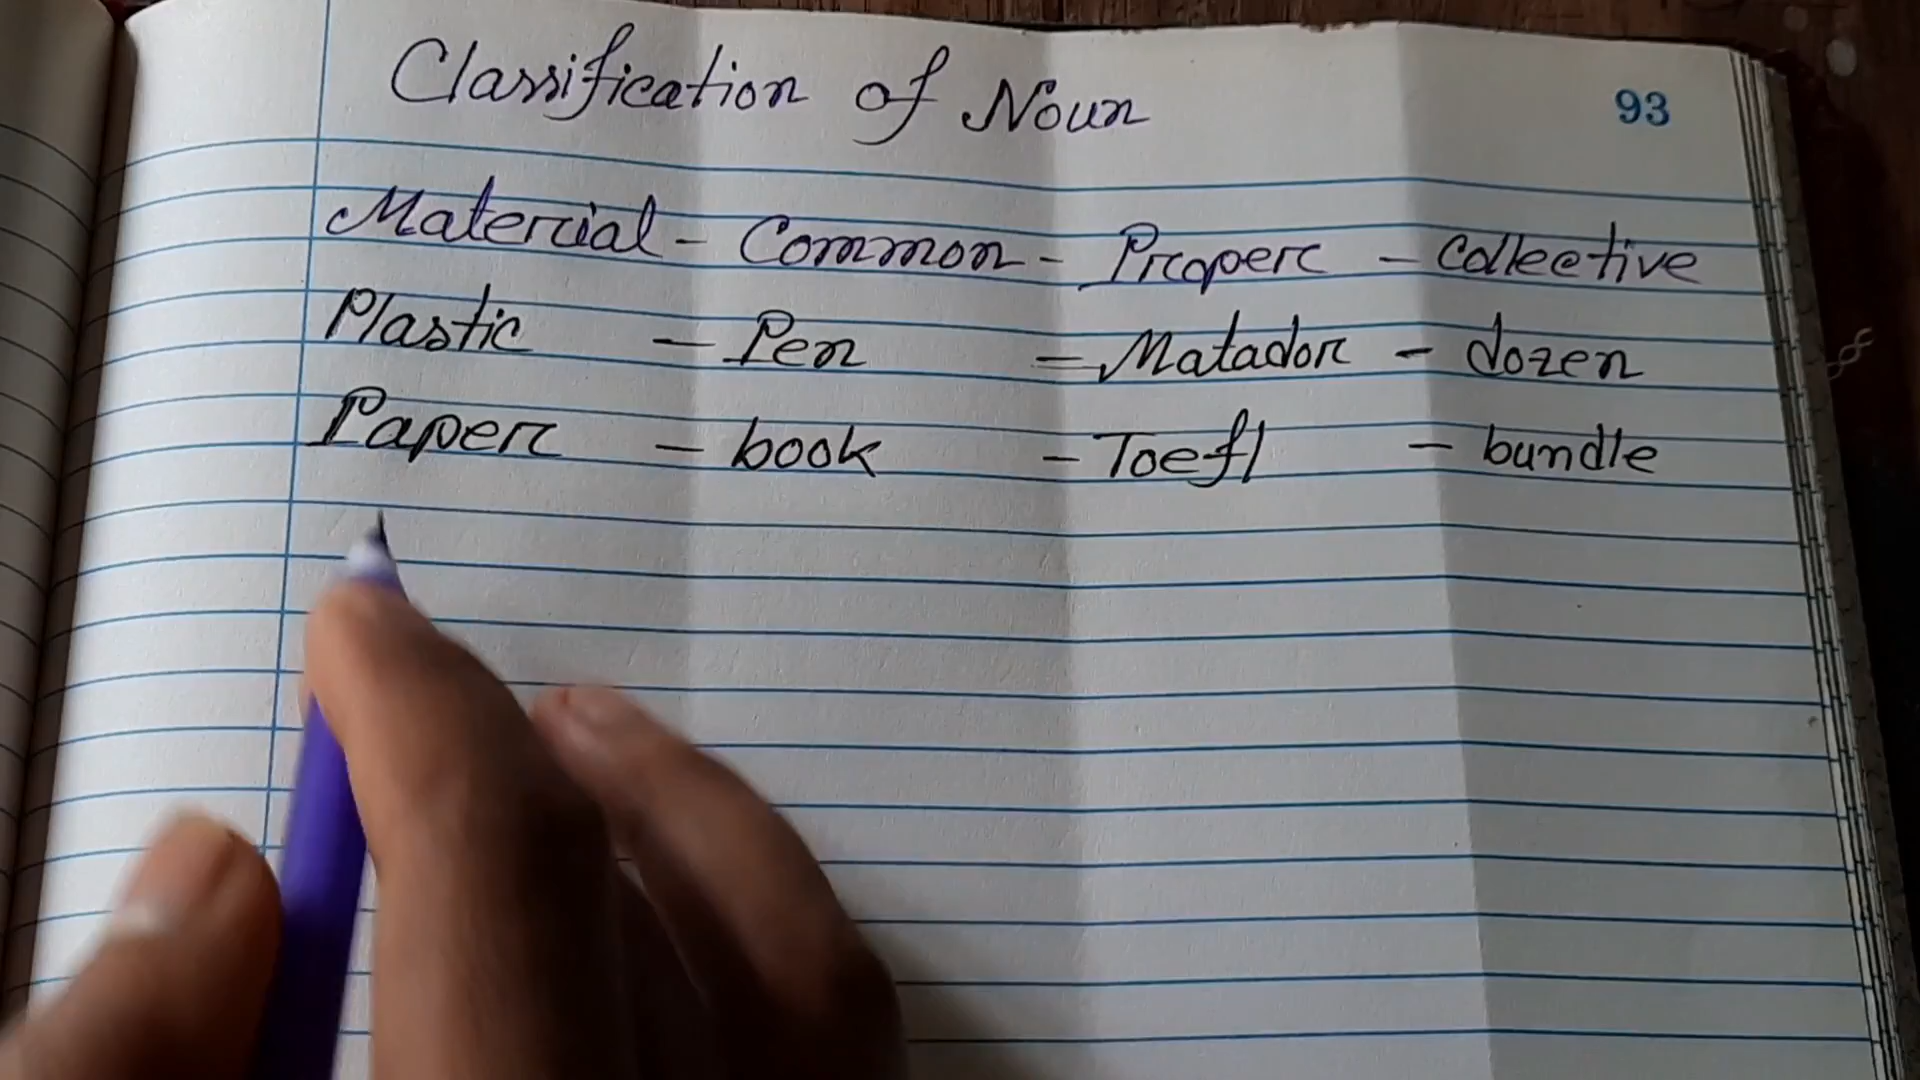 Classification of Noun
93
Material - Common - Proper - Collective
Plastic - Pen = Matador - dozen
Paper - book - Toefl - bundle